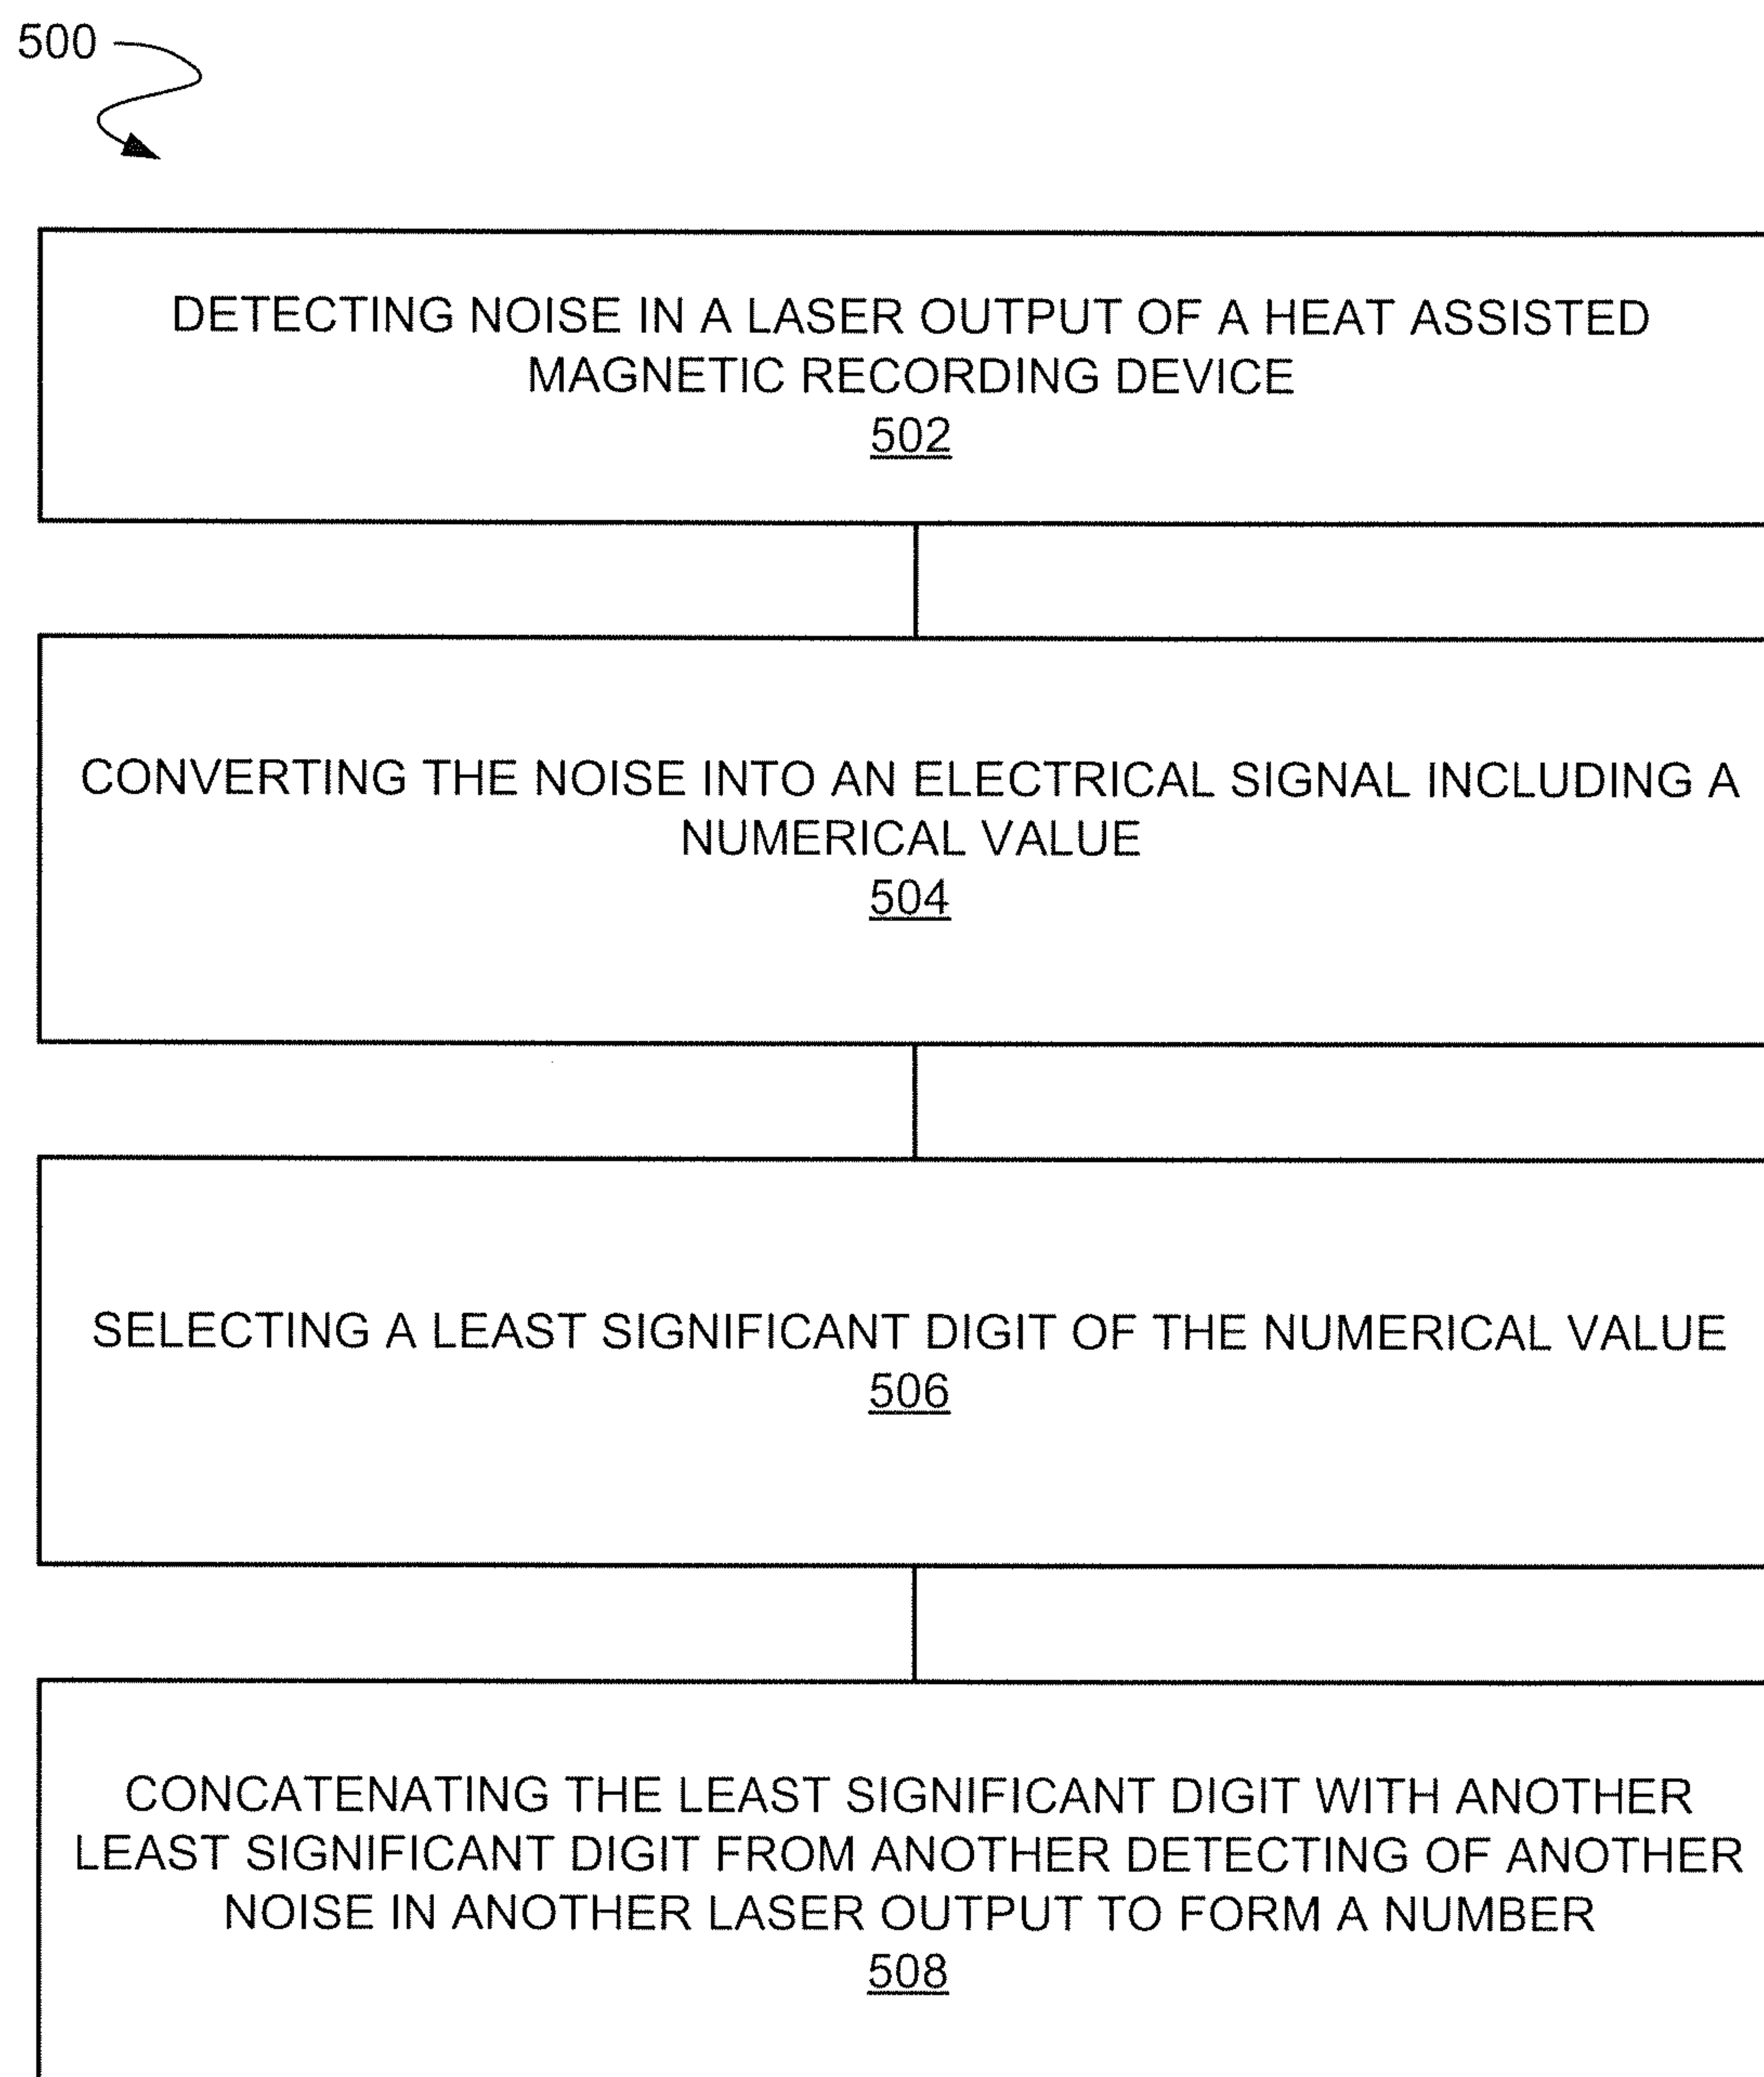 500
DETECTING NOISE IN A LASER OUTPUT OF A HEAT ASSISTED
MAGNETIC RECORDING DEVICE
502
CONVERTING THE NOISE INTO AN ELECTRICAL SIGNAL INCLUDING A
NUMERICAL VALUE
504
SELECTING A LEAST SIGNIFICANT DIGIT OF THE NUMERICAL VALUE
506
CONCATENATING THE LEAST SIGNIFICANT DIGIT WITH ANOTHER
LEAST SIGNIFICANT DIGIT FROM ANOTHER DETECTING OF ANOTHER
NOISE IN ANOTHER LASER OUTPUT TO FORM A NUMBER
508